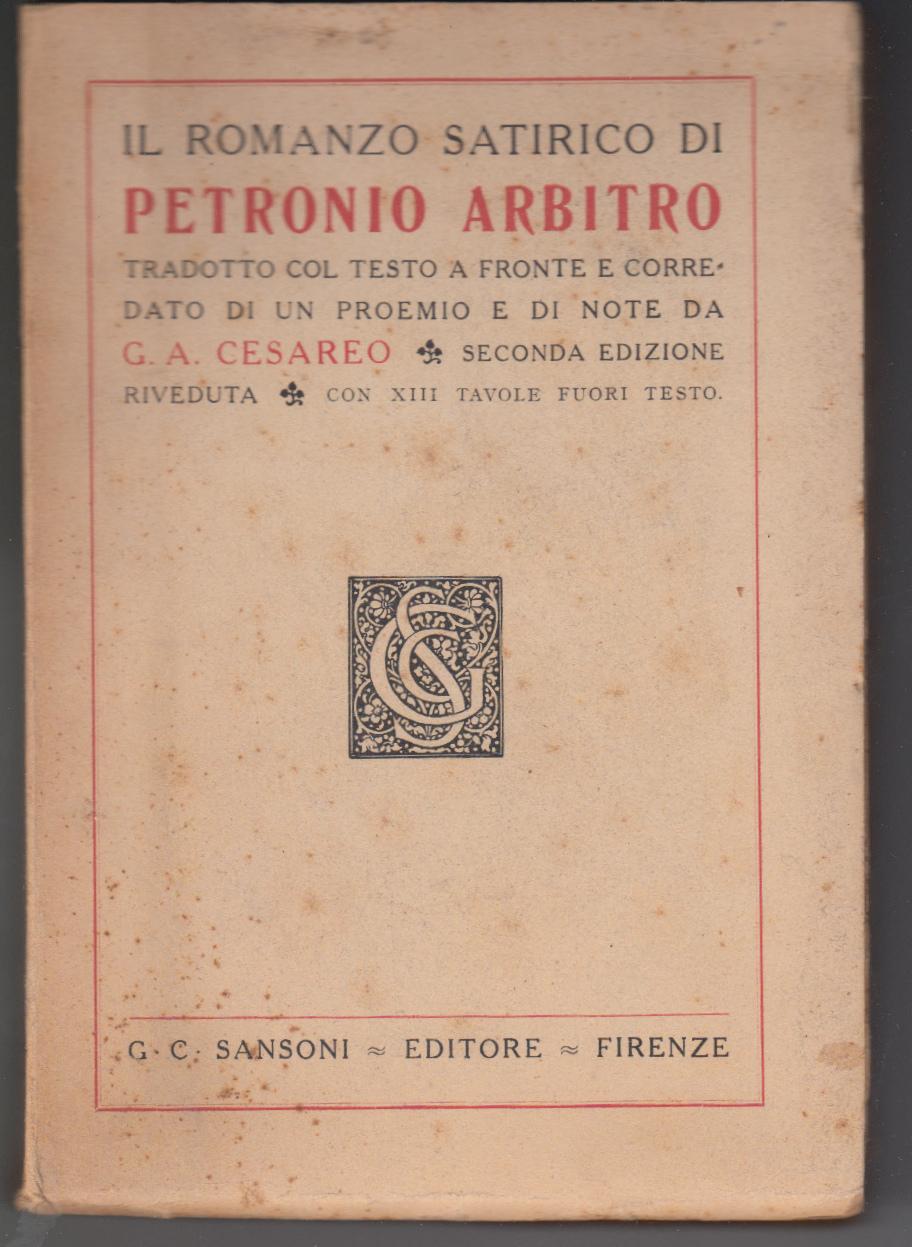 IL ROMANZO SATIRICO DI
PETRONIO ARBITRO
TRADOTTO COL TESTO A FRONTE E CORRE-
DATO DI UN PROEMIO E DI NOTE DA
G. A. CESAREO SECONDA EDIZIONE
RIVEDUTA CON XIII TAVOLE FUORI TESTO.
GCS
G. C. SANSONI ≈ EDITORE ≈ FIRENZE